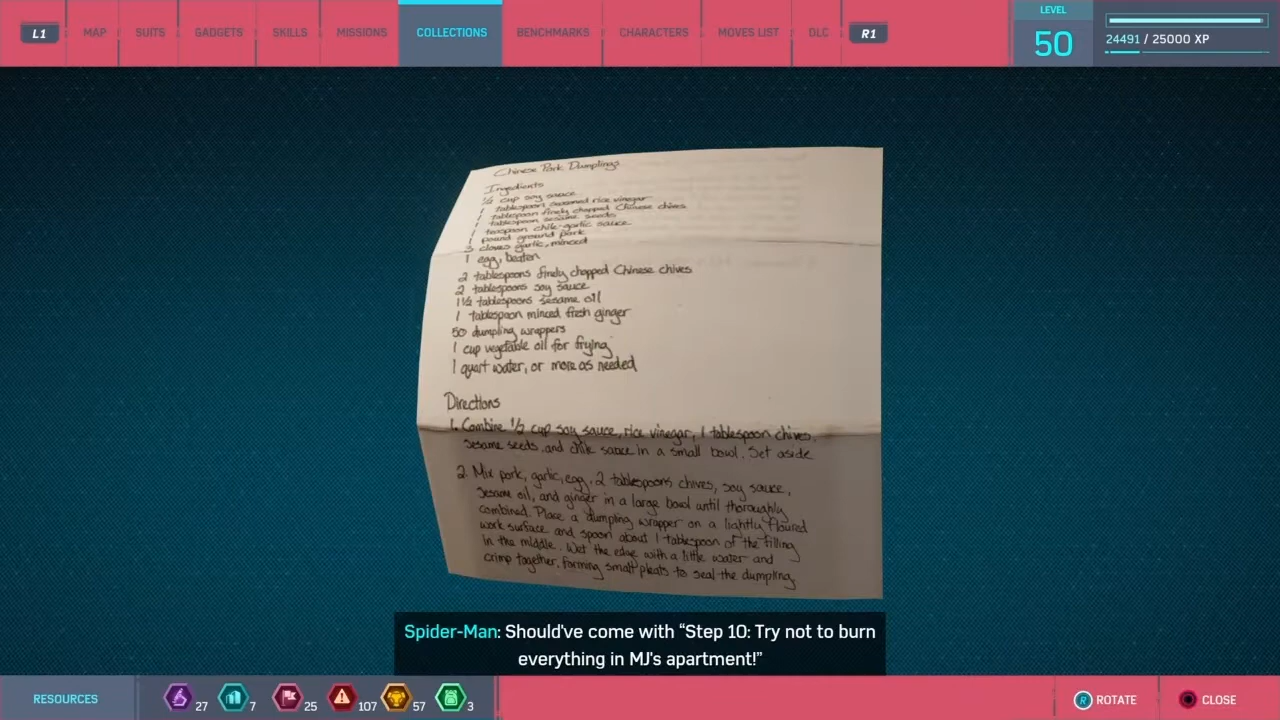 L1
MAP
SUITS
GADGETS
SKILLS
MISSIONS
COLLECTIONS
BENCHMARKS
CHARACTERS
MOVES LIST
DLC
R1
LEVEL
50
24491 / 25000 XP
Chinese Pork Dumplings
Ingredients
1/2 cup soy sauce
1 tablespoon seasoned rice vinegar
1 tablespoon finely chopped Chinese chives
1 tablespoon sesame seeds
1 teaspoon chile-garlic sauce
1 pound ground pork
3 cloves garlic, minced
1 egg, beaten
2 tablespoons finely chopped Chinese chives
2 tablespoons soy sauce
1 1/2 tablespoons sesame oil
1 tablespoon minced fresh ginger
50 dumpling wrappers
1 cup vegetable oil for frying
1 quart water, or more as needed
Directions
1. Combine 1/2 cup soy sauce, rice vinegar, 1 tablespoon chives,
sesame seeds, and chile sauce in a small bowl. Set aside
2. Mix pork, garlic, egg, 2 tablespoons chives, soy sauce,
sesame oil, and ginger in a large bowl until thoroughly
combined. Place a dumpling wrapper on a lightly floured
work surface and spoon about 1 tablespoon of the filling
in the middle. Wet the edge with a little water and
crimp together, forming small pleats to seal the dumpling.
Spider-Man: Should've come with “Step 10: Try not to burn
everything in MJ's apartment!”
RESOURCES
27
7
25
107
57
3
R ROTATE
CLOSE